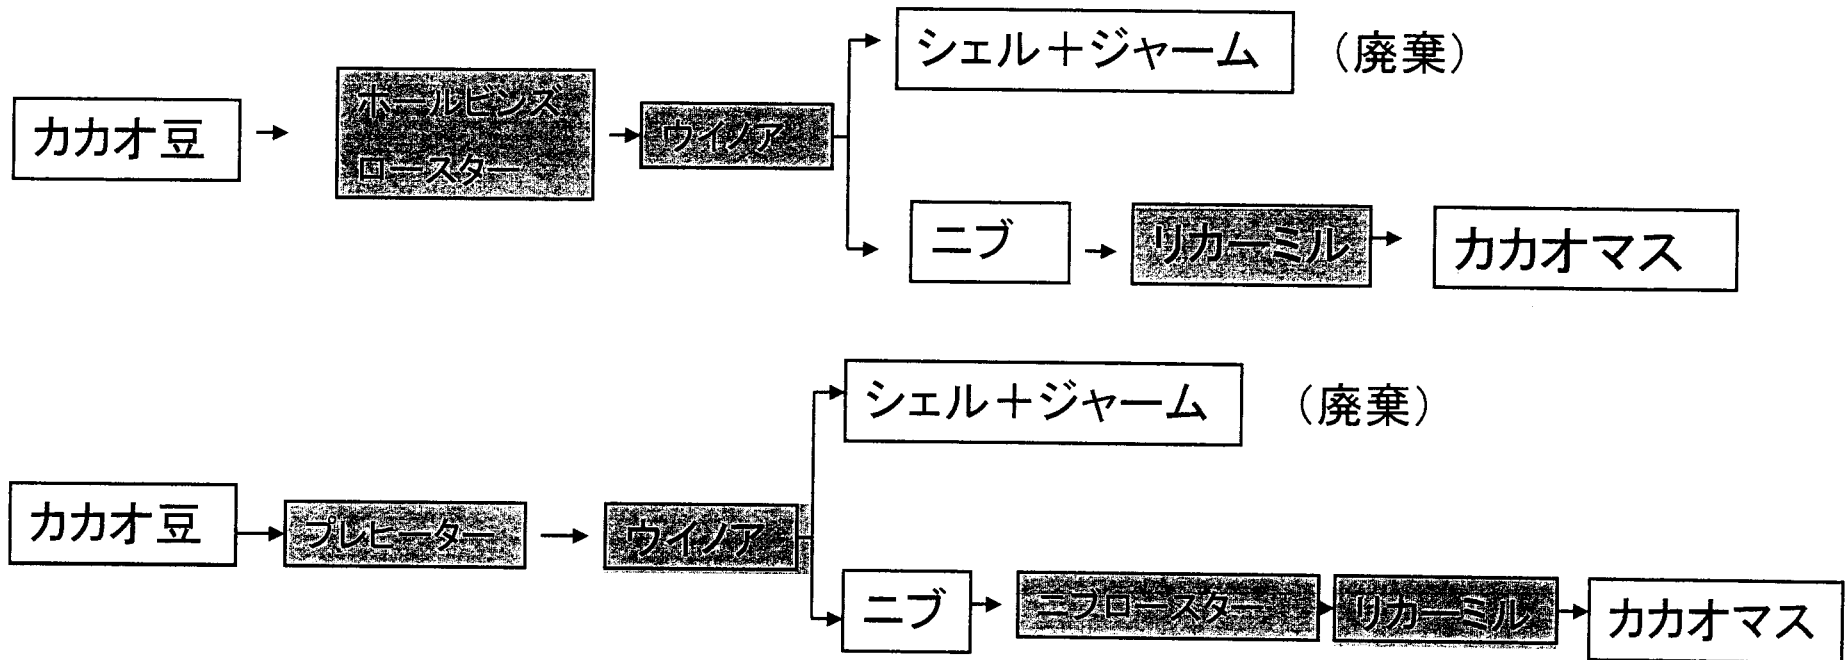 シェル＋ジャーム （廃棄）
カカオ豆
ホールビンズ
ロースター
ウイノア
ニブ
リカーミル
カカオマス
シェル＋ジャーム （廃棄）
カカオ豆
プレヒーター
ウイノア
ニブ
ニブロースター
リカーミル
カカオマス